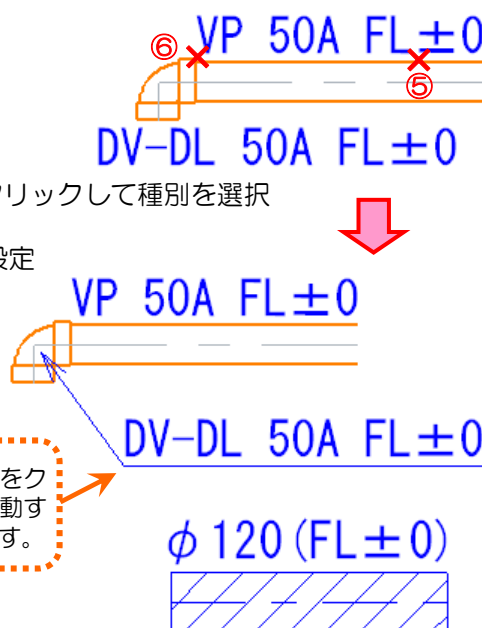 ⑥ VP 50A FL±0
⑤
DV-DL 50A FL±0
リックして種別を選択
設定
VP 50A FL±0
DV-DL 50A FL±0
をク
動す
す。
φ120(FL±0)